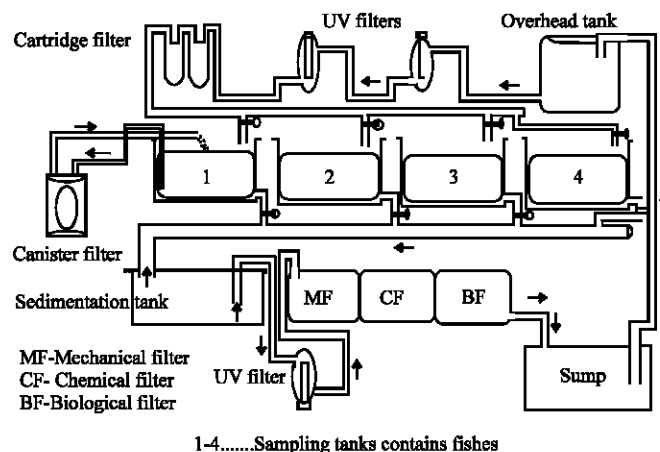 UV filters
Overhead tank
Cartridge filter
1
2
3
4
Canister filter
Sedimentation tank
MF
CF
BF
MF-Mechanical filter
CF- Chemical filter
BF-Biological filter
UV filter
Sump
1-4.......Sampling tanks contains fishes